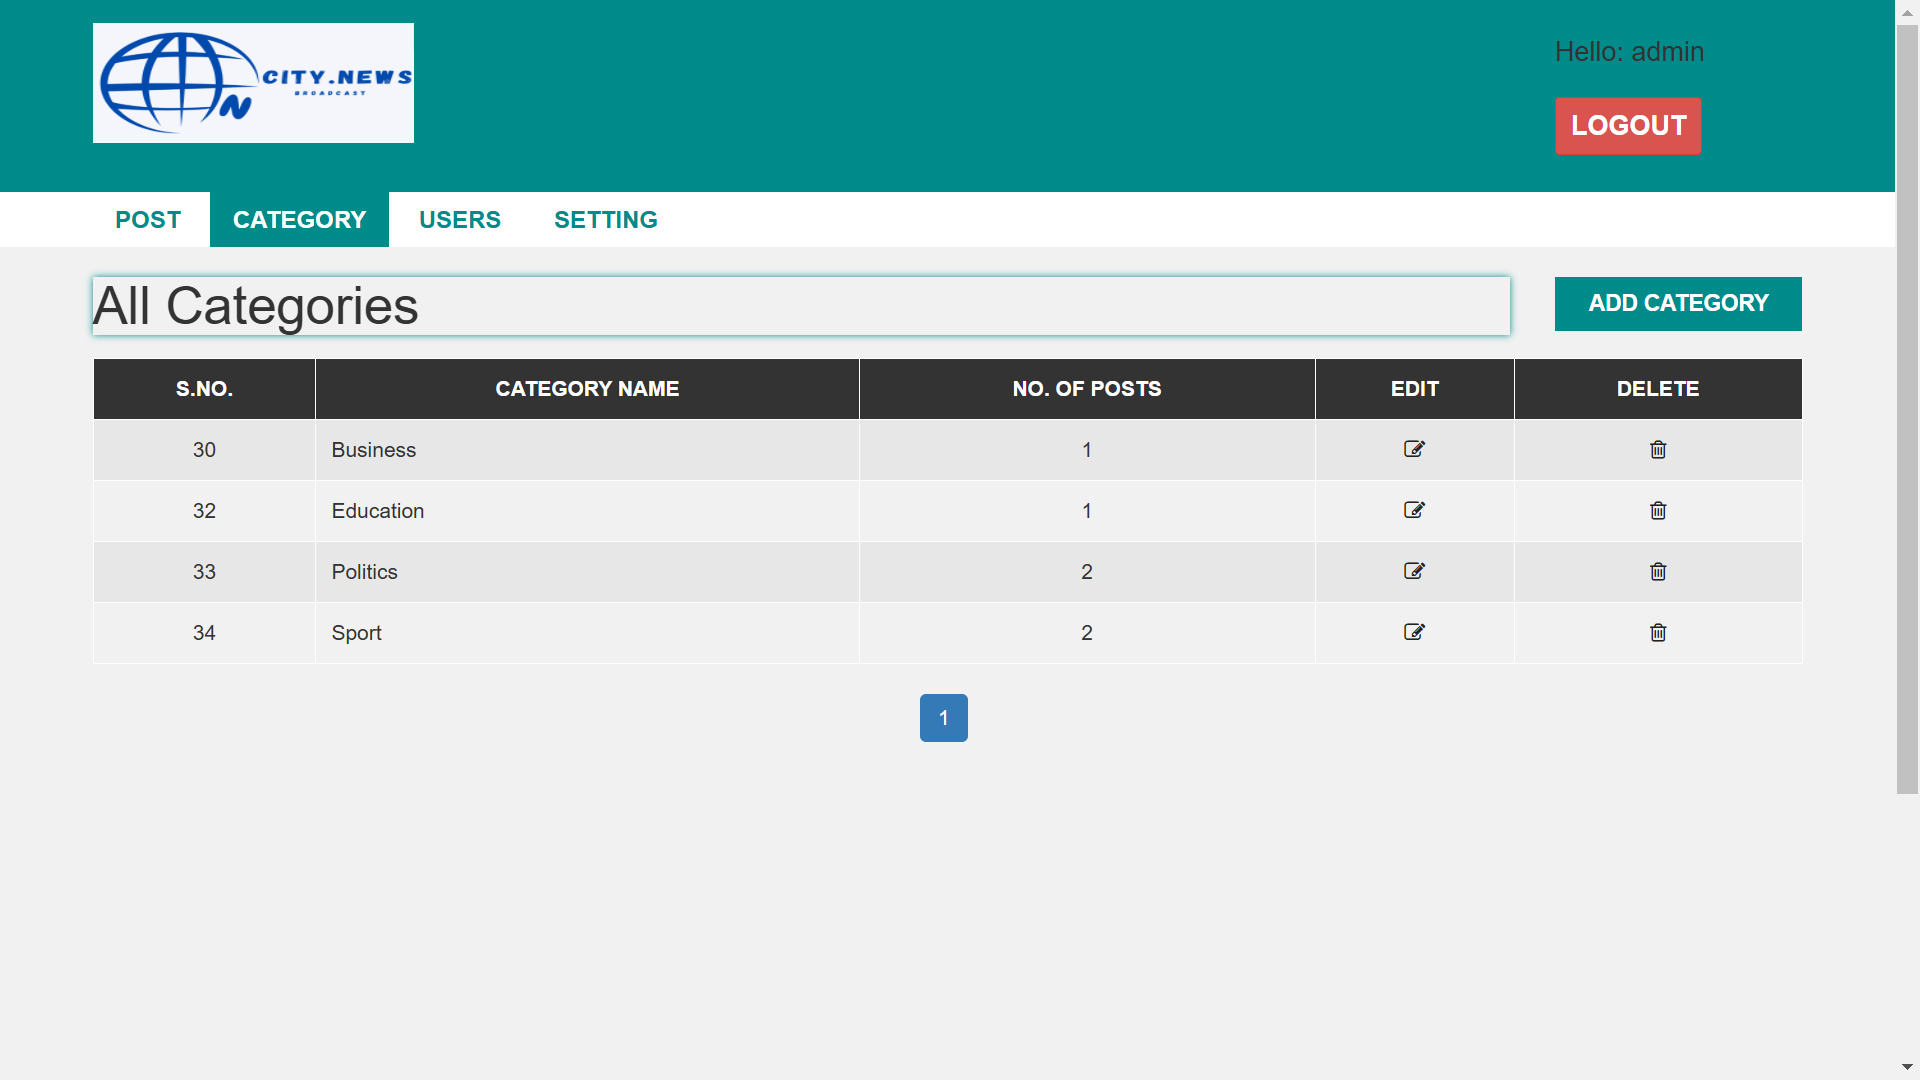 CITY.NEWS
BROADCAST
Hello: admin
LOGOUT
POST CATEGORY USERS SETTING
All Categories
ADD CATEGORY
S.NO. CATEGORY NAME NO. OF POSTS EDIT DELETE
30 Business 1
32 Education 1
33 Politics 2
34 Sport 2
1